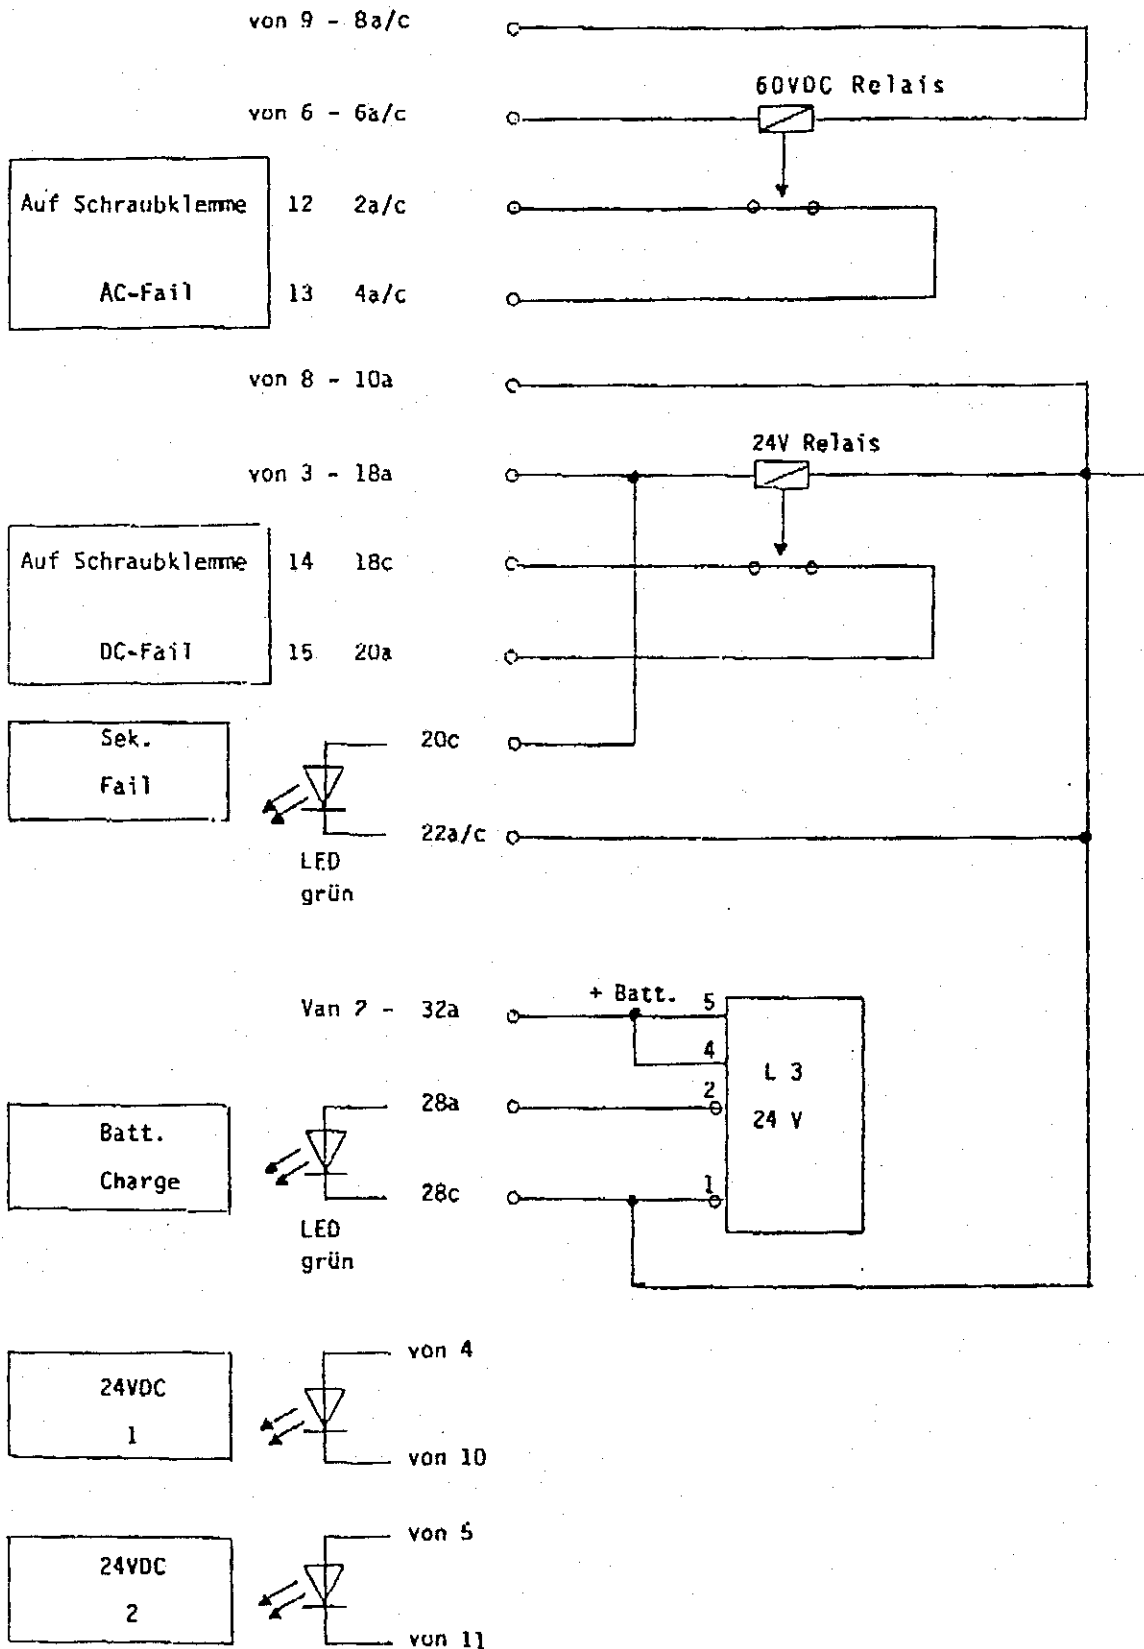 von 9 - 8a/c
60VDC Relais
von 6 - 6a/c
Auf Schraubklemme 12 2a/c
AC-Fail 13 4a/c
von 8 - 10a
24V Relais
von 3 - 18a
Auf Schraubklemme 14 18c
DC-Fail 15 20a
Sek.
Fail
20c
22a/c
LED
grün
+ Batt.
Van 2 - 32a
5
4
L 3
24 V
2
1
Batt.
Charge
28a
28c
LED
grün
24VDC
1
von 4
von 10
24VDC
2
von 5
von 11